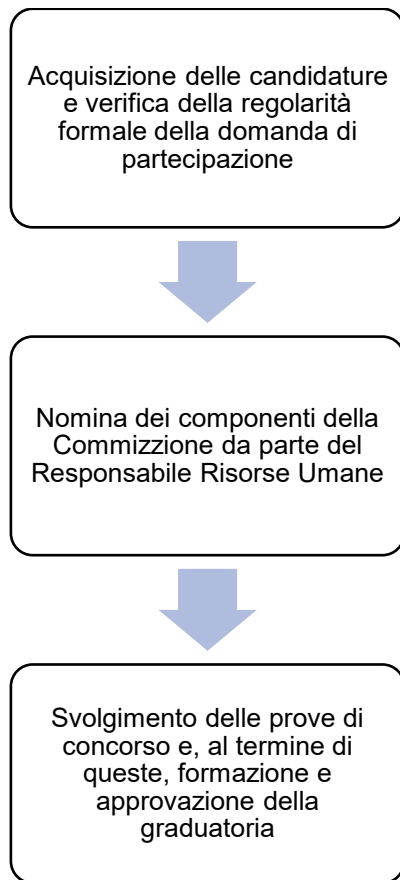 Acquisizione delle candidature
e verifica della regolarità
formale della domanda di
partecipazione
Nomina dei componenti della
Commizzione da parte del
Responsabile Risorse Umane
Svolgimento delle prove di
concorso e, al termine di
queste, formazione e
approvazione della
graduatoria